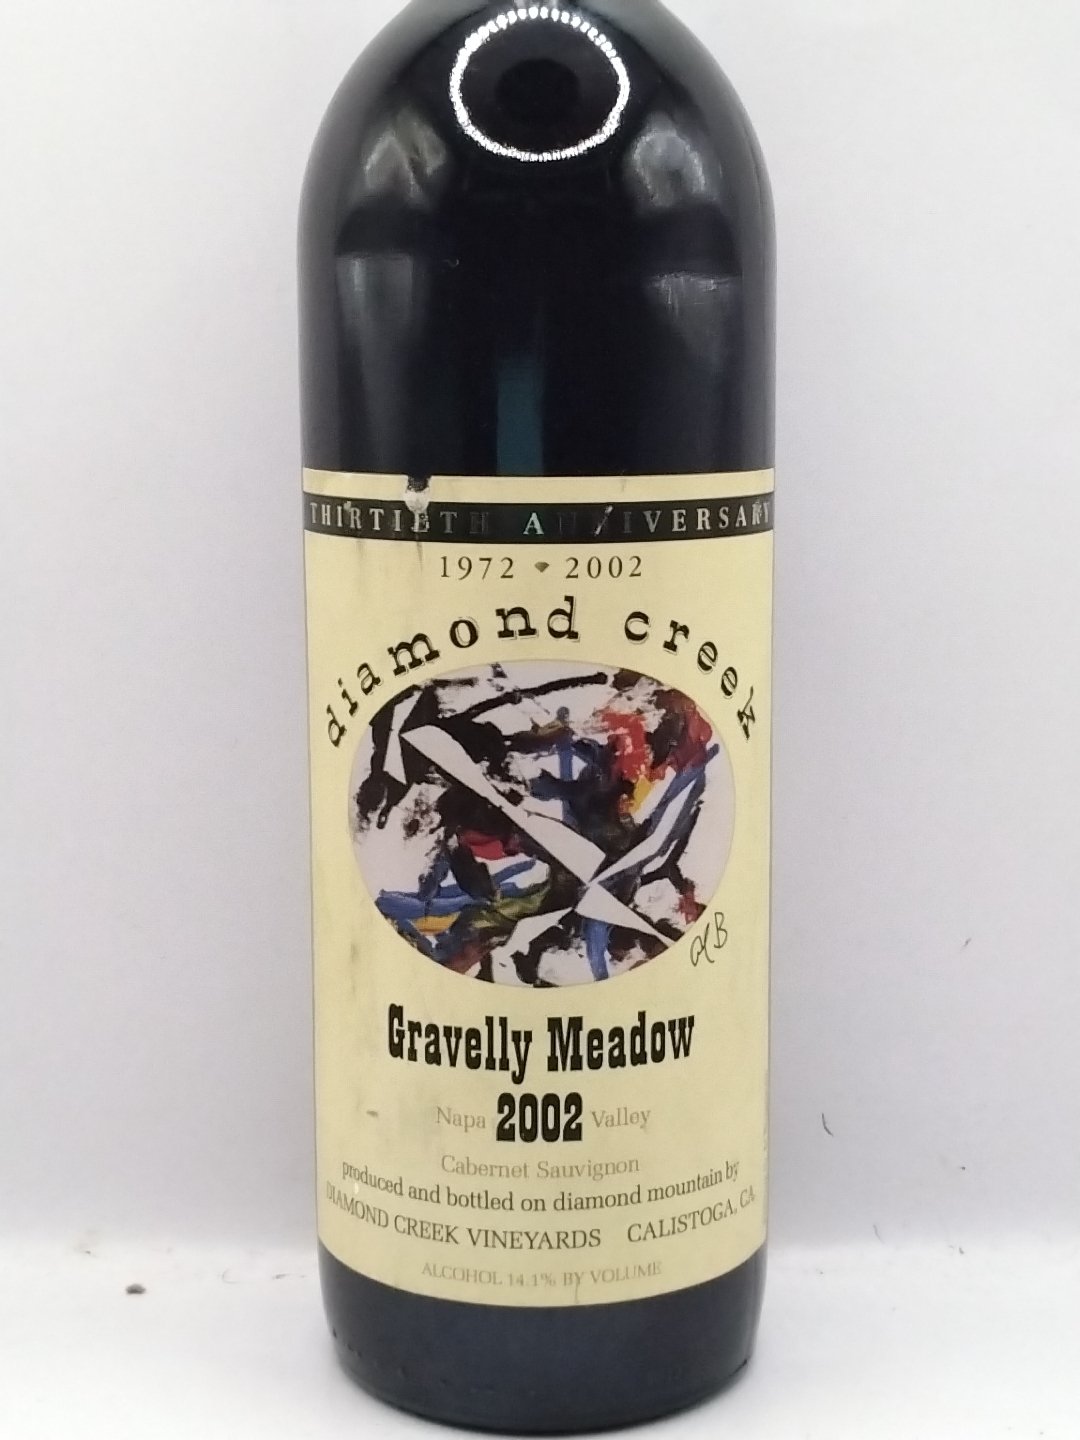 THIRTIETH ANNIVERSARY
1972 • 2002
diamond creek
Gravelly Meadow
Napa 2002 Valley
Cabernet Sauvignon
produced and bottled on diamond mountain by
DIAMOND CREEK VINEYARDS CALISTOGA, CA
ALCOHOL 14.1% BY VOLUME